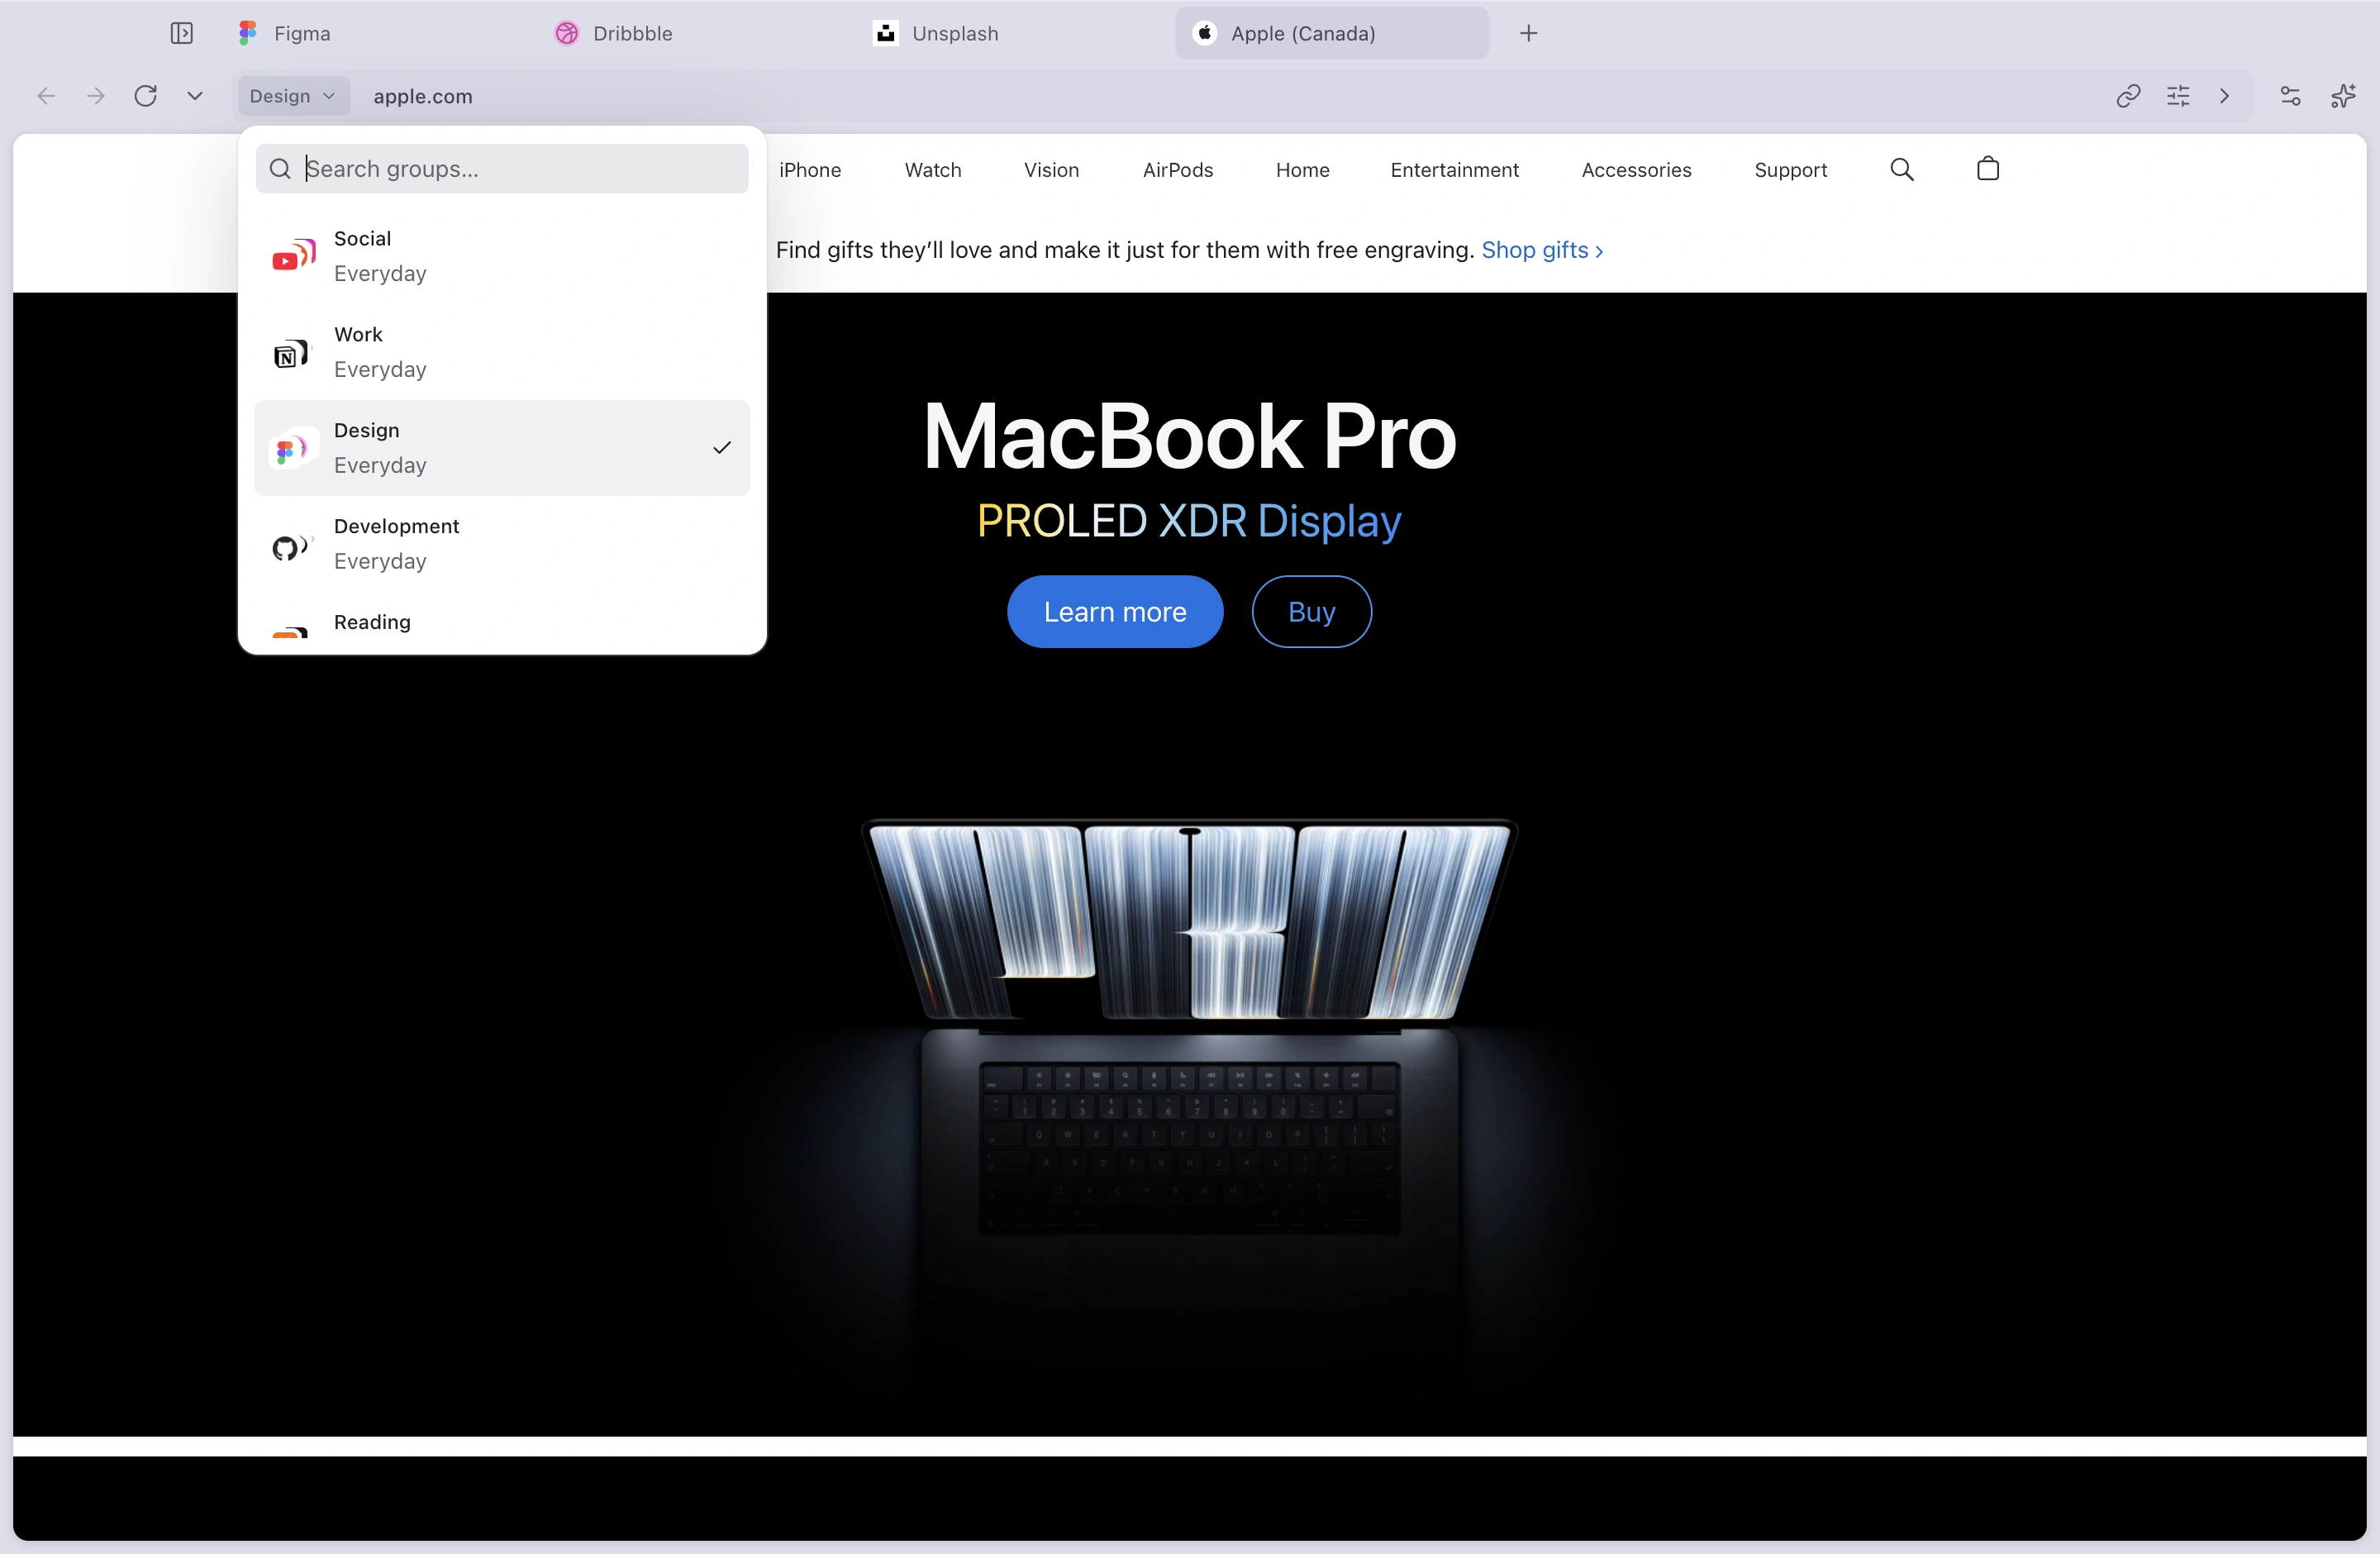 Figma
Dribbble
Unsplash
Apple (Canada)
Design
apple.com
Search groups...
Social
Everyday
Work
Everyday
Design
Everyday
Development
Everyday
Reading
iPhone
Watch
Vision
AirPods
Home
Entertainment
Accessories
Support
Find gifts they’ll love and make it just for them with free engraving. Shop gifts >
MacBook Pro
PROLED XDR Display
Learn more
Buy